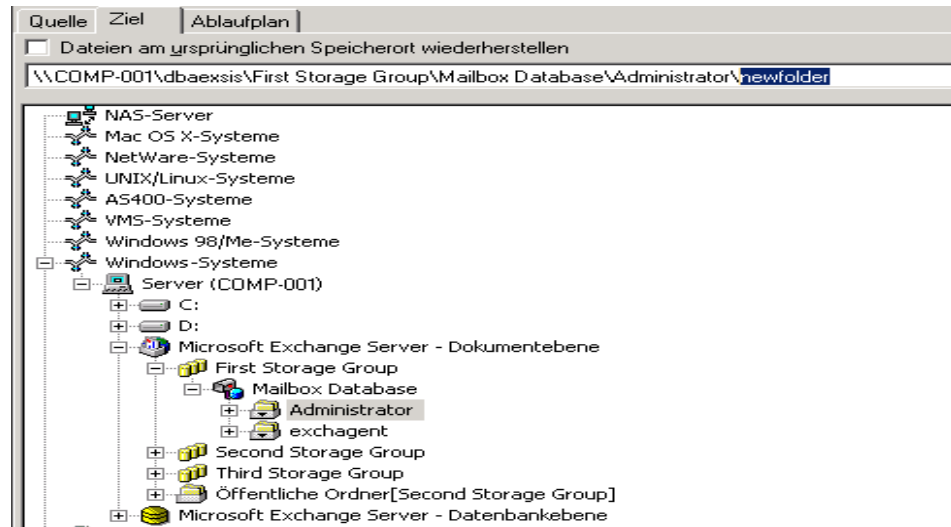 Quelle Ziel Ablaufplan
Dateien am ursprünglichen Speicherort wiederherstellen
\\COMP-001\dbaexsis\First Storage Group\Mailbox Database\Administrator\newfolder
NAS-Server
Mac OS X-Systeme
NetWare-Systeme
UNIX/Linux-Systeme
AS400-Systeme
VMS-Systeme
Windows 98/Me-Systeme
Windows-Systeme
Server (COMP-001)
C:
D:
Microsoft Exchange Server - Dokumentebene
First Storage Group
Mailbox Database
Administrator
exchagent
Second Storage Group
Third Storage Group
Öffentliche Ordner[Second Storage Group]
Microsoft Exchange Server - Datenbankebene